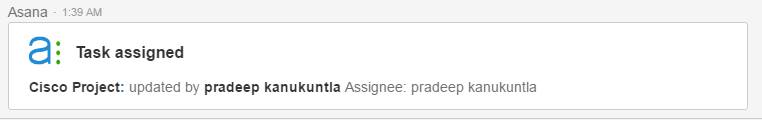 Asana - 1:39 AM
a: Task assigned
Cisco Project: updated by pradeep kanukuntla Assignee: pradeep kanukuntla